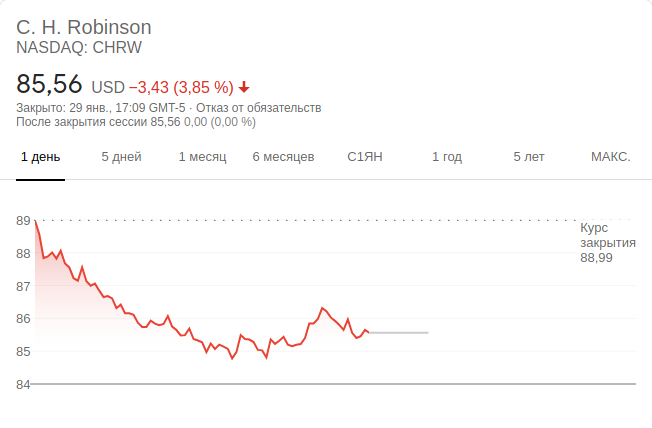 C. H. Robinson
NASDAQ: CHRW
85,56 USD −3,43 (3,85 %)
Закрыто: 29 янв., 17:09 GMT-5 · Отказ от обязательств
После закрытия сессии 85,56 0,00 (0,00 %)
1 день 5 дней 1 месяц 6 месяцев С1ЯН 1 год 5 лет МАКС.
89
Курс
закрытия
88,99
88
87
86
85
84